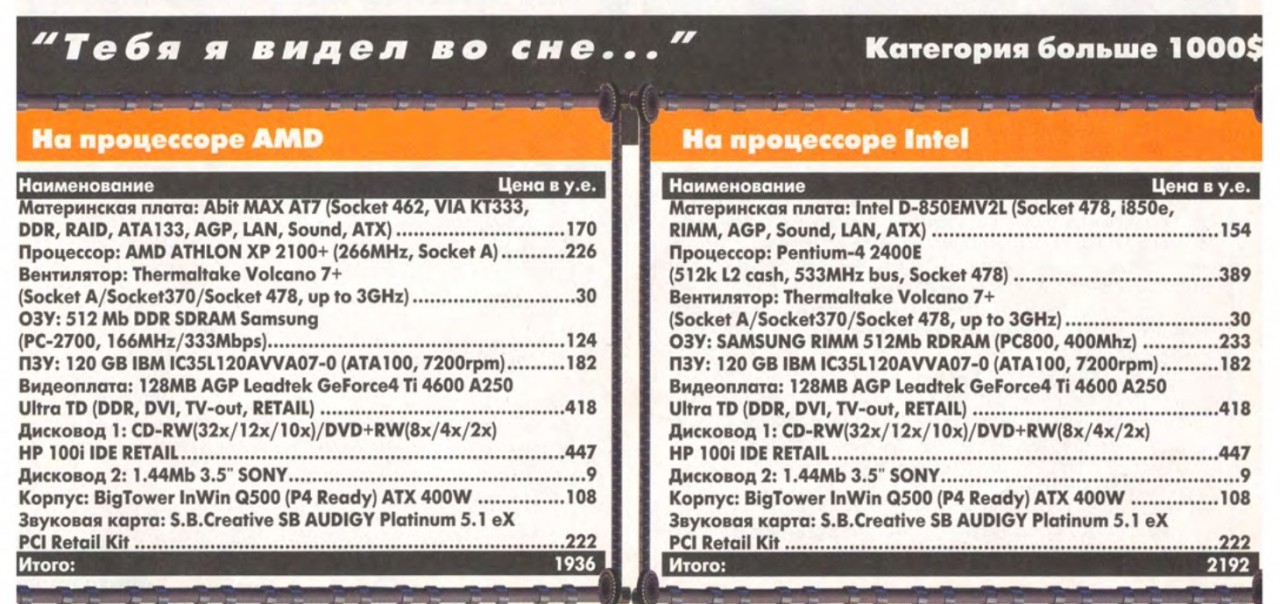 “Тебя я видел во сне...”
Категория больше 1000$
На процессоре AMD
Наименование Цена в у.е.
Материнская плата: Abit MAX AT7 (Socket 462, VIA KT333,
DDR, RAID, ATA133, AGP, LAN, Sound, ATX) ............................170
Процессор: AMD ATHLON XP 2100+ (266MHz, Socket A)...........226
Вентилятор: Thermaltake Volcano 7+
(Socket A/Socket370/Socket 478, up to 3GHz) ..........................30
ОЗУ: 512 Mb DDR SDRAM Samsung
(PC-2700, 166MHz/333Mbps)................................................124
ПЗУ: 120 GB IBM IC35L120AVVA07-0 (ATA100, 7200rpm)..........182
Видеоплата: 128MB AGP Leadtek GeForce4 Ti 4600 A250
Ultra TD (DDR, DVI, TV-out, RETAIL) ........................................418
Дисковод 1: CD-RW(32x/12x/10x)/DVD+RW(8x/4x/2x)
HP 100i IDE RETAIL...............................................................447
Дисковод 2: 1.44Mb 3.5" SONY..............................................9
Корпус: BigTower InWin Q500 (P4 Ready) ATX 400W ..............108
Звуковая карта: S.B.Creative SB AUDIGY Platinum 5.1 eX
PCI Retail Kit .......................................................................222
Итого: 1936
На процессоре Intel
Наименование Цена в у.е.
Материнская плата: Intel D-850EMV2L (Socket 478, i850e,
RIMM, AGP, Sound, LAN, ATX) ................................................154
Процессор: Pentium-4 2400E
(512k L2 cash, 533MHz bus, Socket 478) ..................................389
Вентилятор: Thermaltake Volcano 7+
(Socket A/Socket370/Socket 478, up to 3GHz) ..........................30
ОЗУ: SAMSUNG RIMM 512Mb RDRAM (PC800, 400Mhz) ............233
ПЗУ: 120 GB IBM IC35L120AVVA07-0 (ATA100, 7200rpm)..........182
Видеоплата: 128MB AGP Leadtek GeForce4 Ti 4600 A250
Ultra TD (DDR, DVI, TV-out, RETAIL) ........................................418
Дисковод 1: CD-RW(32x/12x/10x)/DVD+RW(8x/4x/2x)
HP 100i IDE RETAIL...............................................................447
Дисковод 2: 1.44Mb 3.5" SONY..............................................9
Корпус: BigTower InWin Q500 (P4 Ready) ATX 400W ..............108
Звуковая карта: S.B.Creative SB AUDIGY Platinum 5.1 eX
PCI Retail Kit .......................................................................222
Итого: 2192